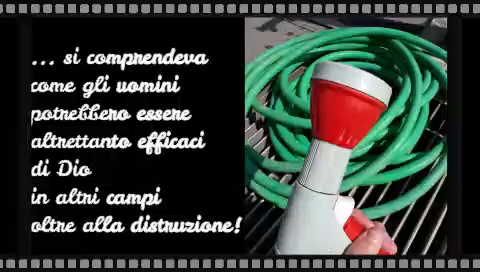 ... si comprendeva
come gli uomini
potrebbero essere
altrettanto efficaci
di Dio
in altri campi
oltre alla distruzione!